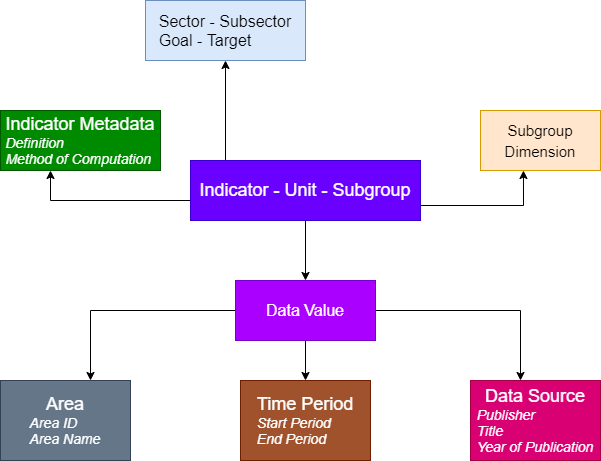 Sector - Subsector
Goal - Target
Indicator Metadata
Definition
Method of Computation
Subgroup
Dimension
Indicator - Unit - Subgroup
Data Value
Area
Area ID
Area Name
Time Period
Start Period
End Period
Data Source
Publisher
Title
Year of Publication